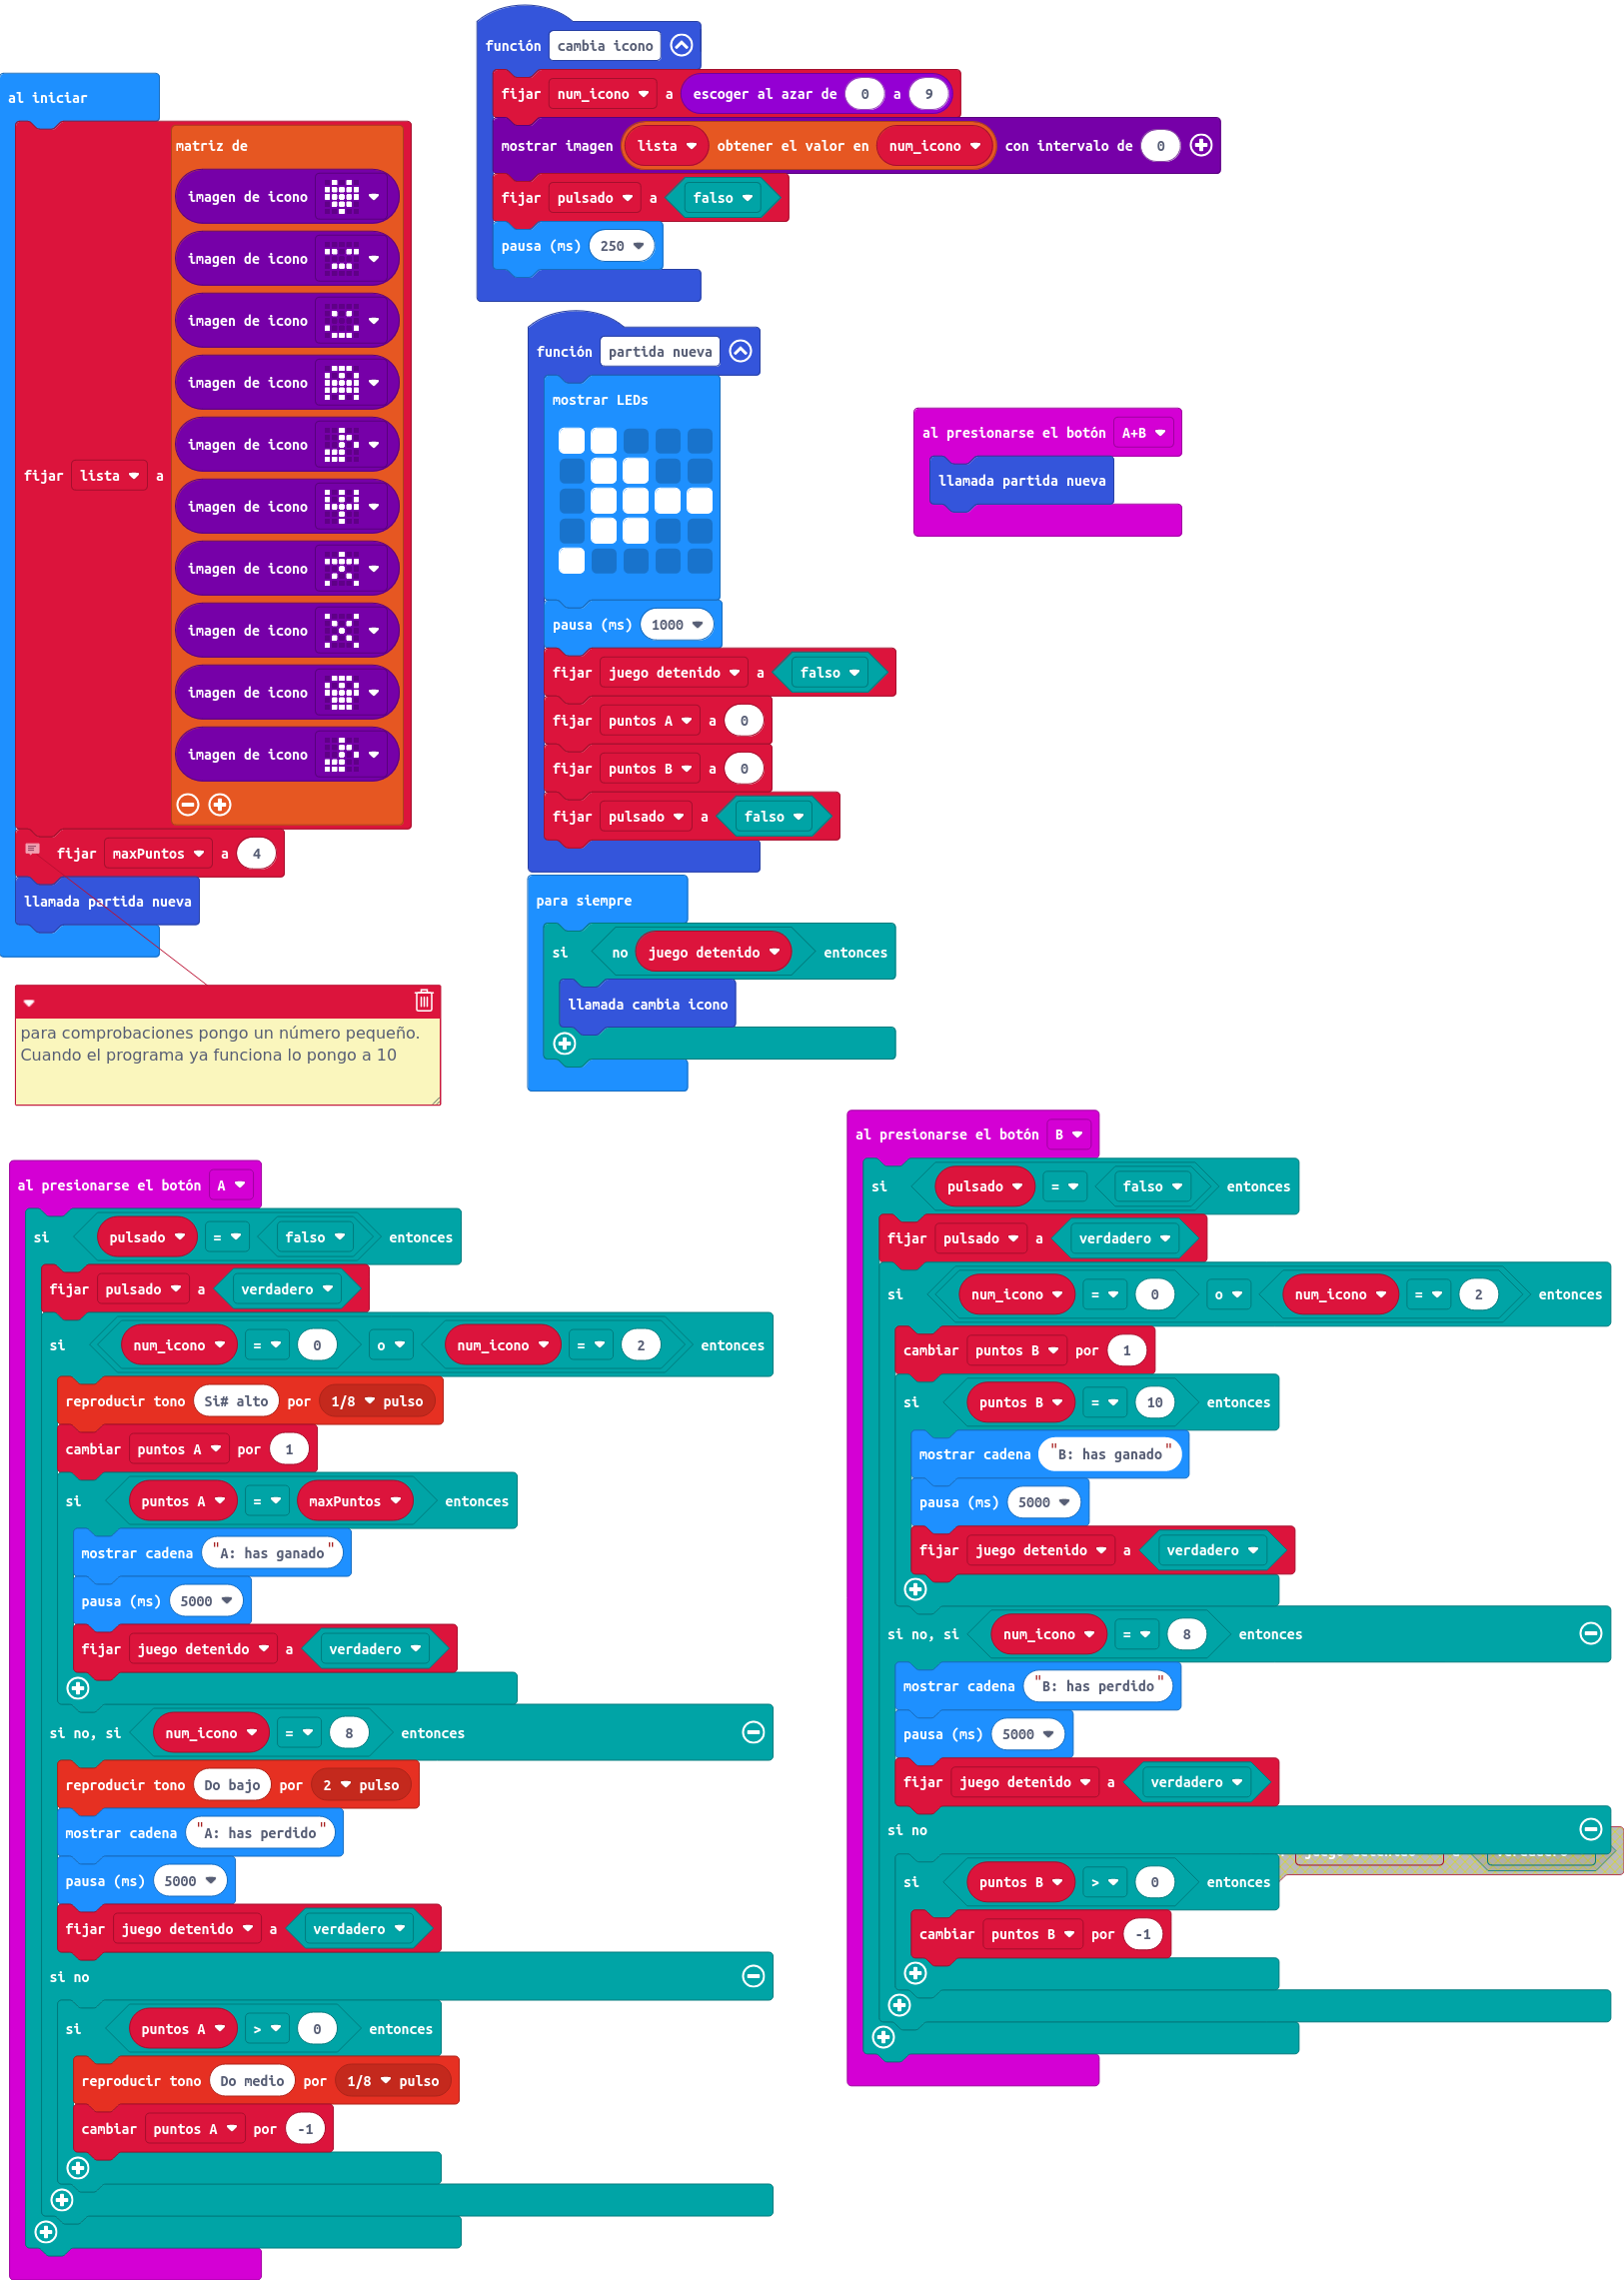 al iniciar
fijar lista a
matriz de
imagen de icono
imagen de icono
imagen de icono
imagen de icono
imagen de icono
imagen de icono
imagen de icono
imagen de icono
imagen de icono
imagen de icono
fijar maxPuntos a 4
llamada partida nueva
para comprobaciones pongo un número pequeño.
Cuando el programa ya funciona lo pongo a 10
función cambia icono
fijar num_icono a escoger al azar de 0 a 9
mostrar imagen lista obtener el valor en num_icono con intervalo de 0
fijar pulsado a falso
pausa (ms) 250
función partida nueva
mostrar LEDs
pausa (ms) 1000
fijar juego detenido a falso
fijar puntos A a 0
fijar puntos B a 0
fijar pulsado a falso
al presionarse el botón A+B
llamada partida nueva
para siempre
si no juego detenido entonces
llamada cambia icono
al presionarse el botón A
si pulsado = falso entonces
fijar pulsado a verdadero
si num_icono = 0 o num_icono = 2 entonces
reproducir tono Si# alto por 1/8 pulso
cambiar puntos A por 1
si puntos A = maxPuntos entonces
mostrar cadena "A: has ganado"
pausa (ms) 5000
fijar juego detenido a verdadero
si no, si num_icono = 8 entonces
reproducir tono Do bajo por 2 pulso
mostrar cadena "A: has perdido"
pausa (ms) 5000
fijar juego detenido a verdadero
si no
si puntos A > 0 entonces
reproducir tono Do medio por 1/8 pulso
cambiar puntos A por -1
al presionarse el botón B
si pulsado = falso entonces
fijar pulsado a verdadero
si num_icono = 0 o num_icono = 2 entonces
cambiar puntos B por 1
si puntos B = 10 entonces
mostrar cadena "B: has ganado"
pausa (ms) 5000
fijar juego detenido a verdadero
si no, si num_icono = 8 entonces
mostrar cadena "B: has perdido"
pausa (ms) 5000
fijar juego detenido a verdadero
si no
si puntos B > 0 entonces
cambiar puntos B por -1